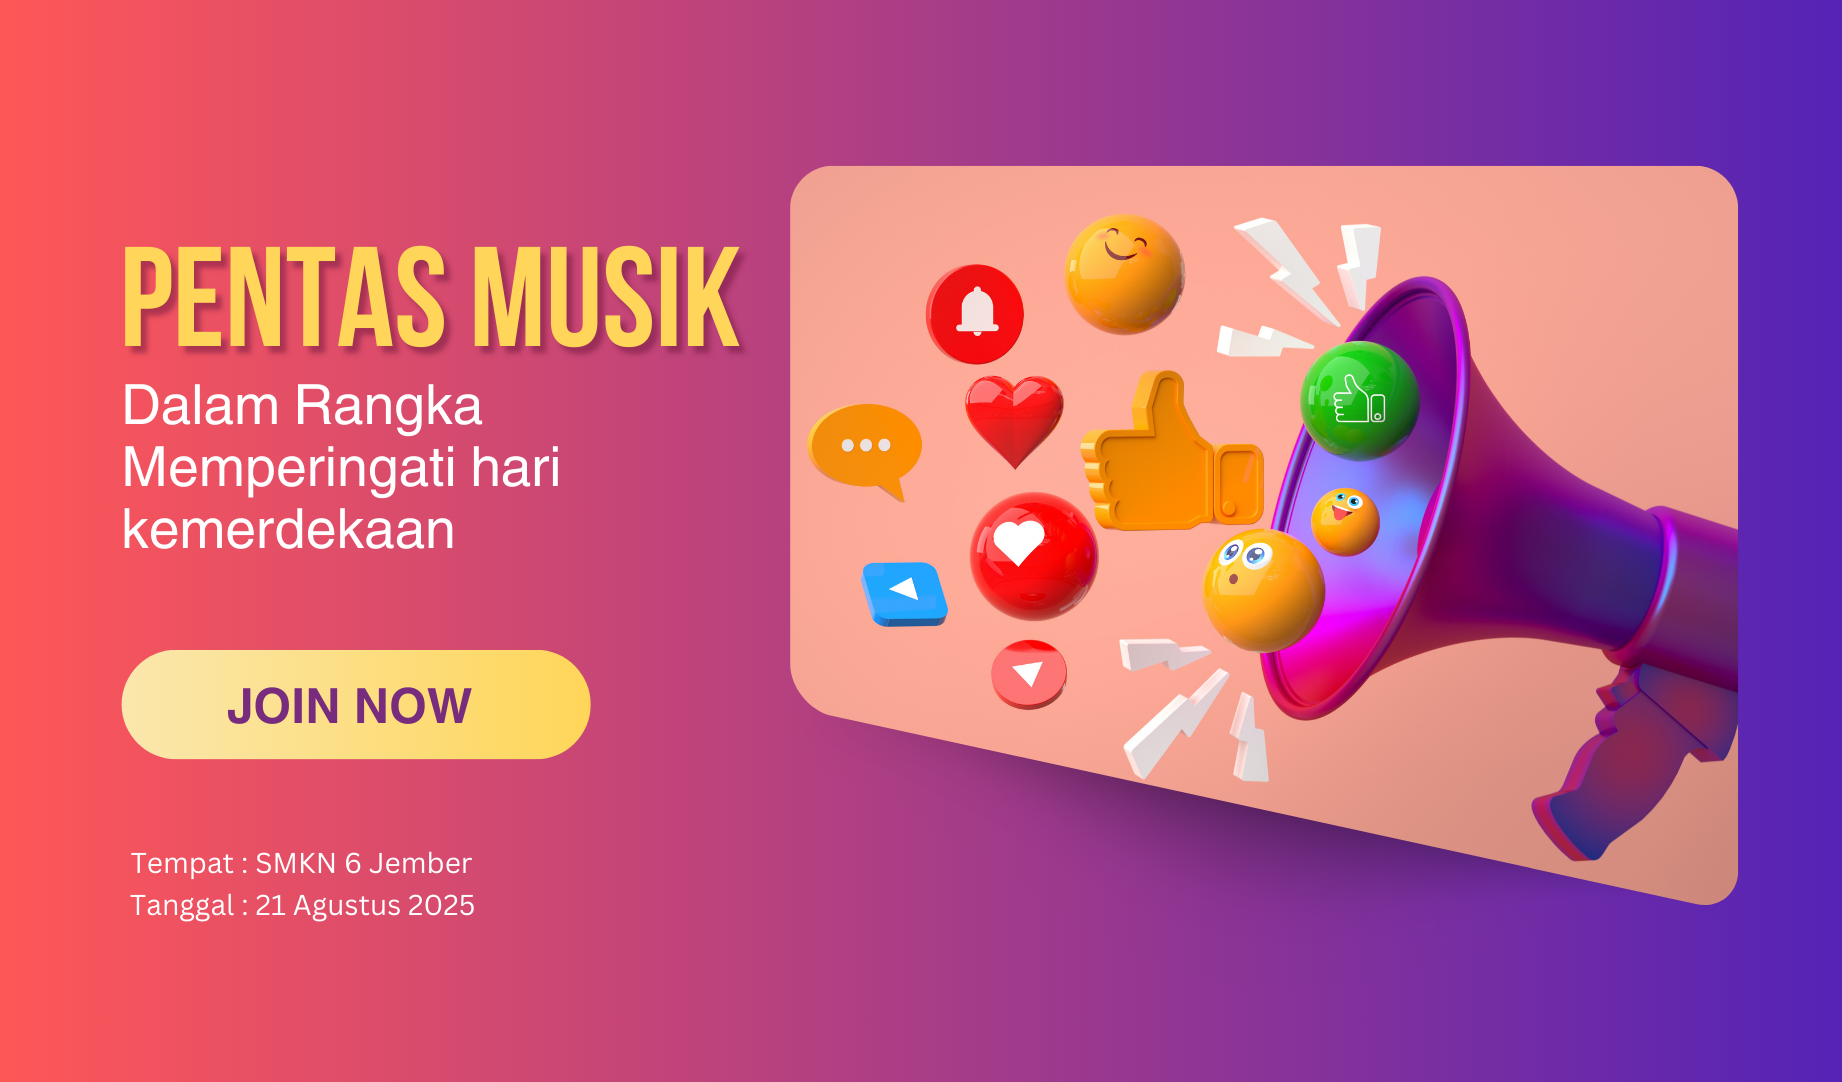 PENTAS MUSIK
Dalam Rangka
Memperingati hari
kemerdekaan
JOIN NOW
Tempat : SMKN 6 Jember
Tanggal : 21 Agustus 2025